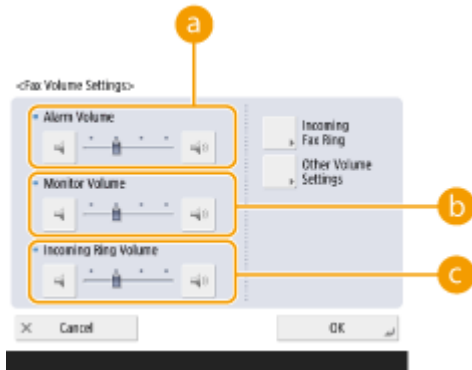 a
<Fax Volume Settings>
Alarm Volume
Incoming
Fax Ring
Other Volume
Settings
Monitor Volume
b
Incoming Ring Volume
c
× Cancel
OK